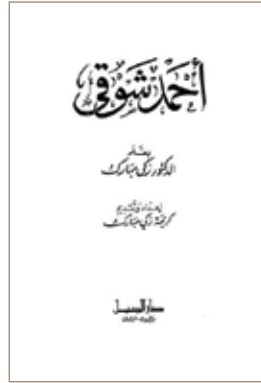 أحمد شوقي
بقلم
الدكتور زكي مبارك
إعداد وتقديم
كريمة زكي مبارك
دار الجيل